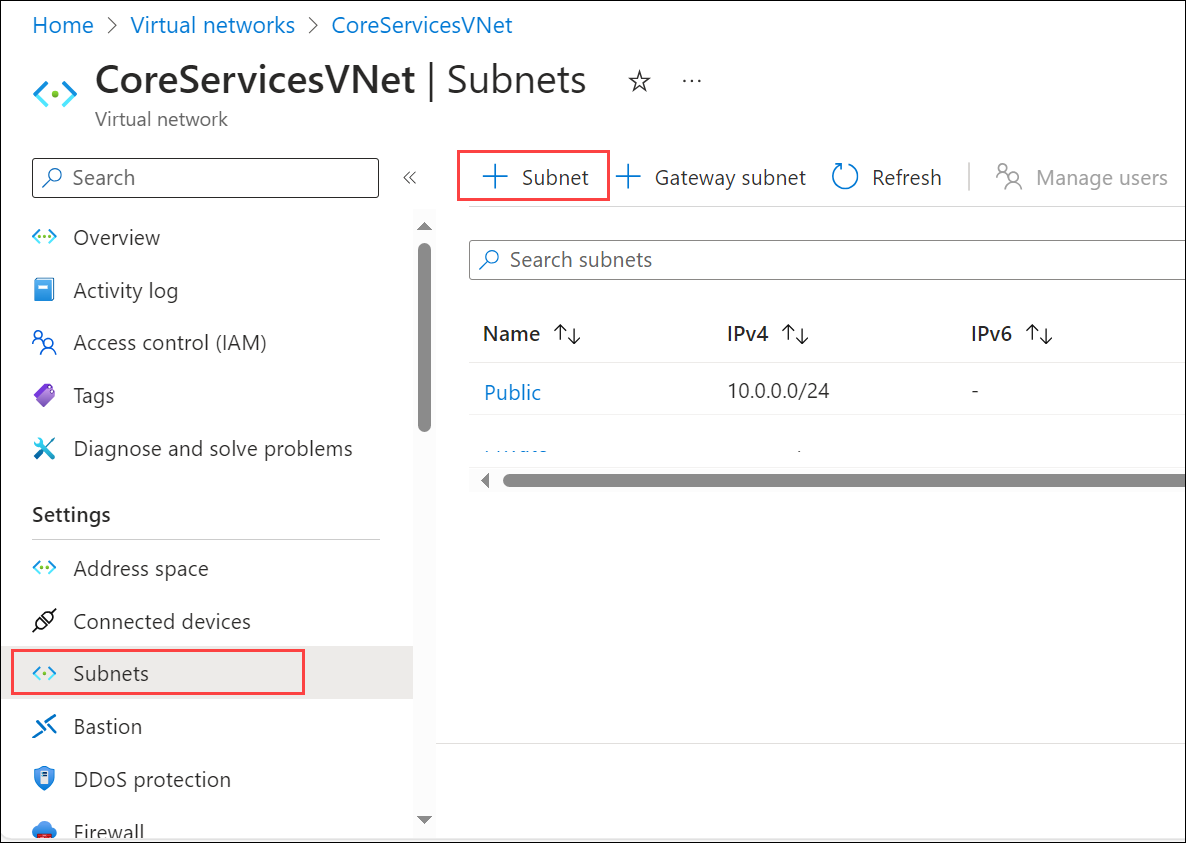 Home > Virtual networks > CoreServicesVNet
CoreServicesVNet | Subnets ...
Virtual network
Search «
+ Subnet + Gateway subnet Refresh Manage users
Overview
Activity log
Access control (IAM)
Tags
Diagnose and solve problems
Settings
Address space
Connected devices
Subnets
Bastion
DDoS protection
Firewall
Search subnets
Name ↑↓ IPv4 ↑↓ IPv6 ↑↓
Public 10.0.0.0/24 -